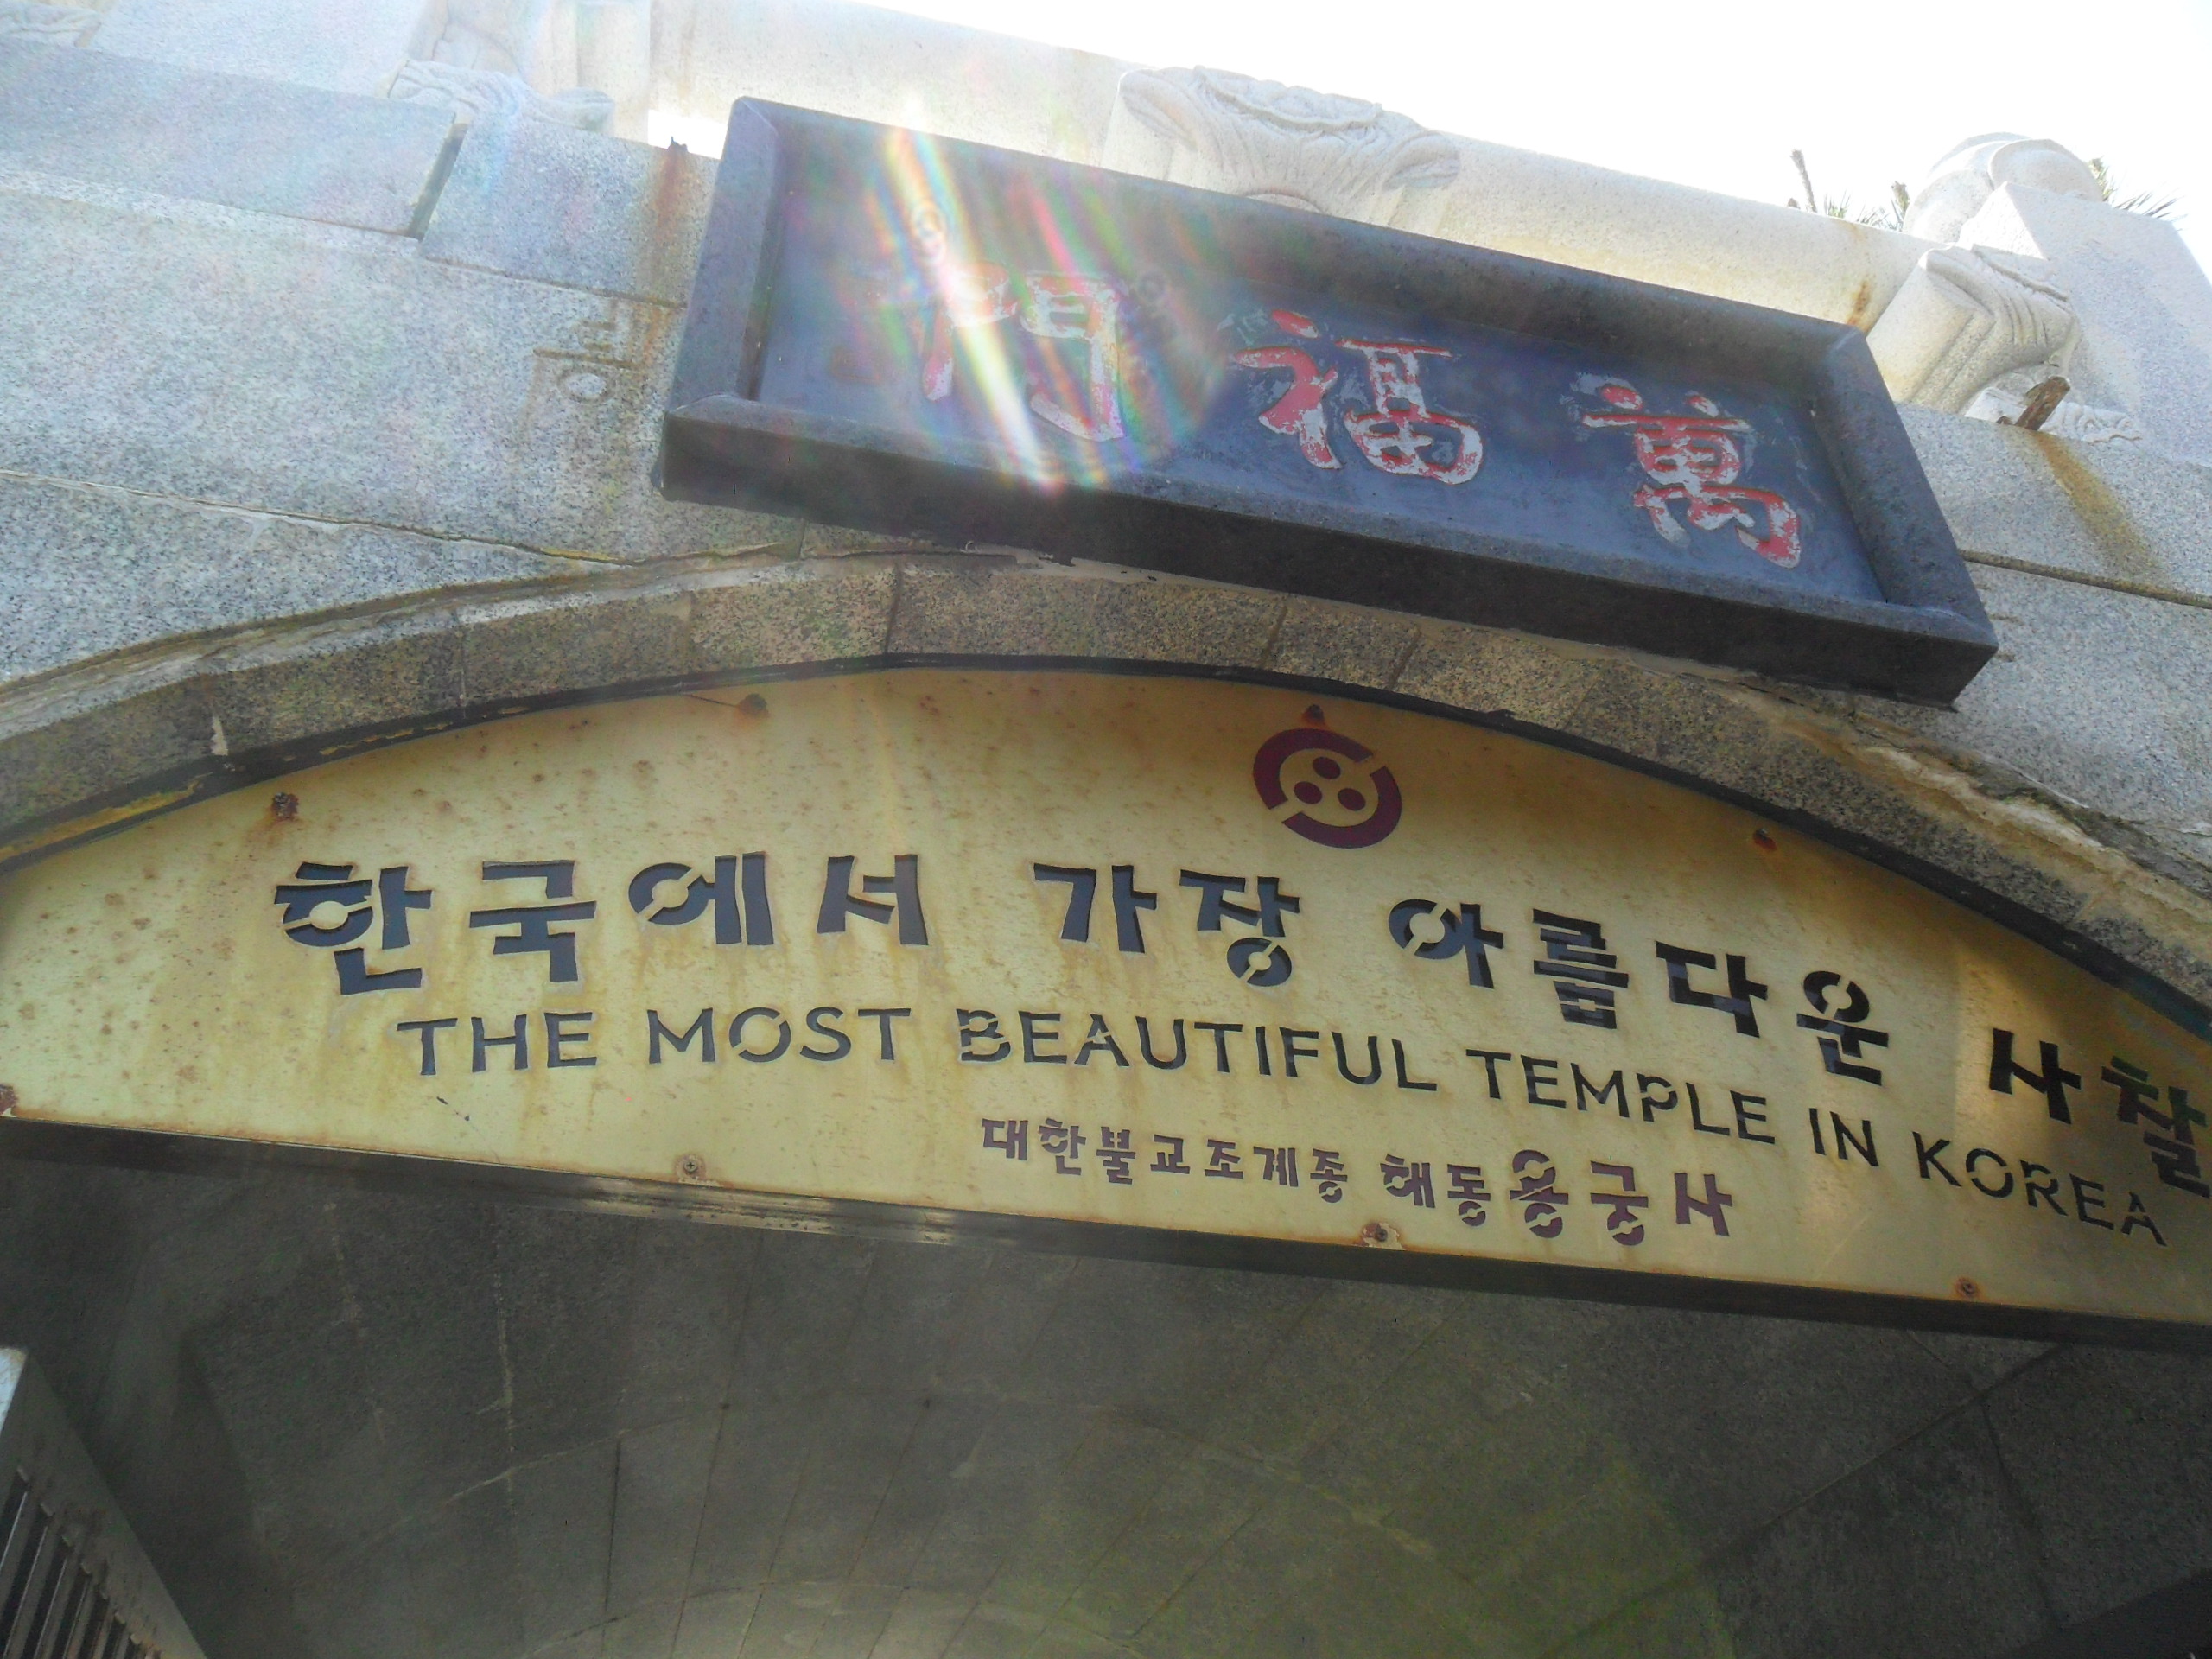 門福萬
한국에서 가장 아름다운 사찰
THE MOST BEAUTIFUL TEMPLE IN KOREA
대한불교조계종 해동용궁사